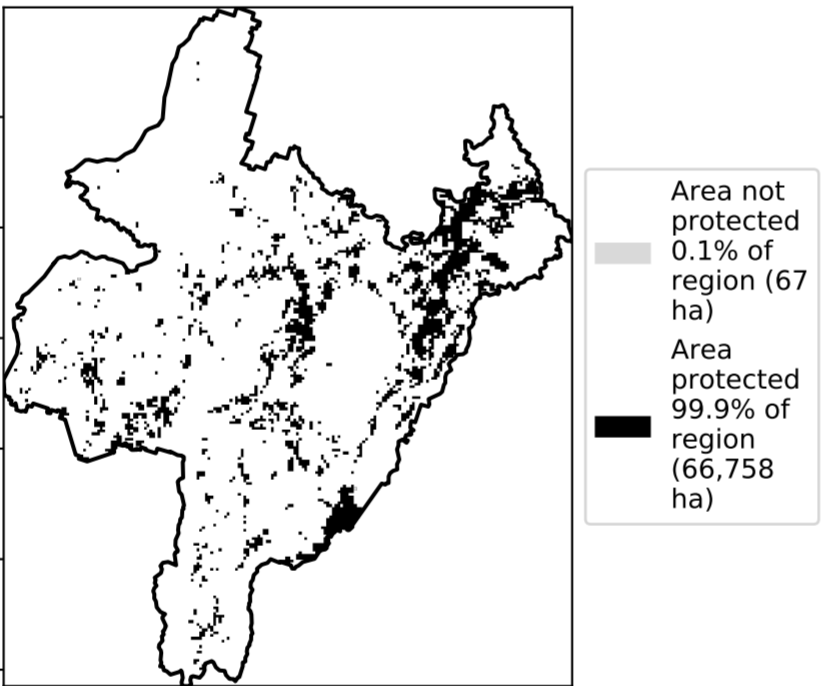 Area not
protected
0.1% of
region (67
ha)
Area
protected
99.9% of
region
(66,758
ha)